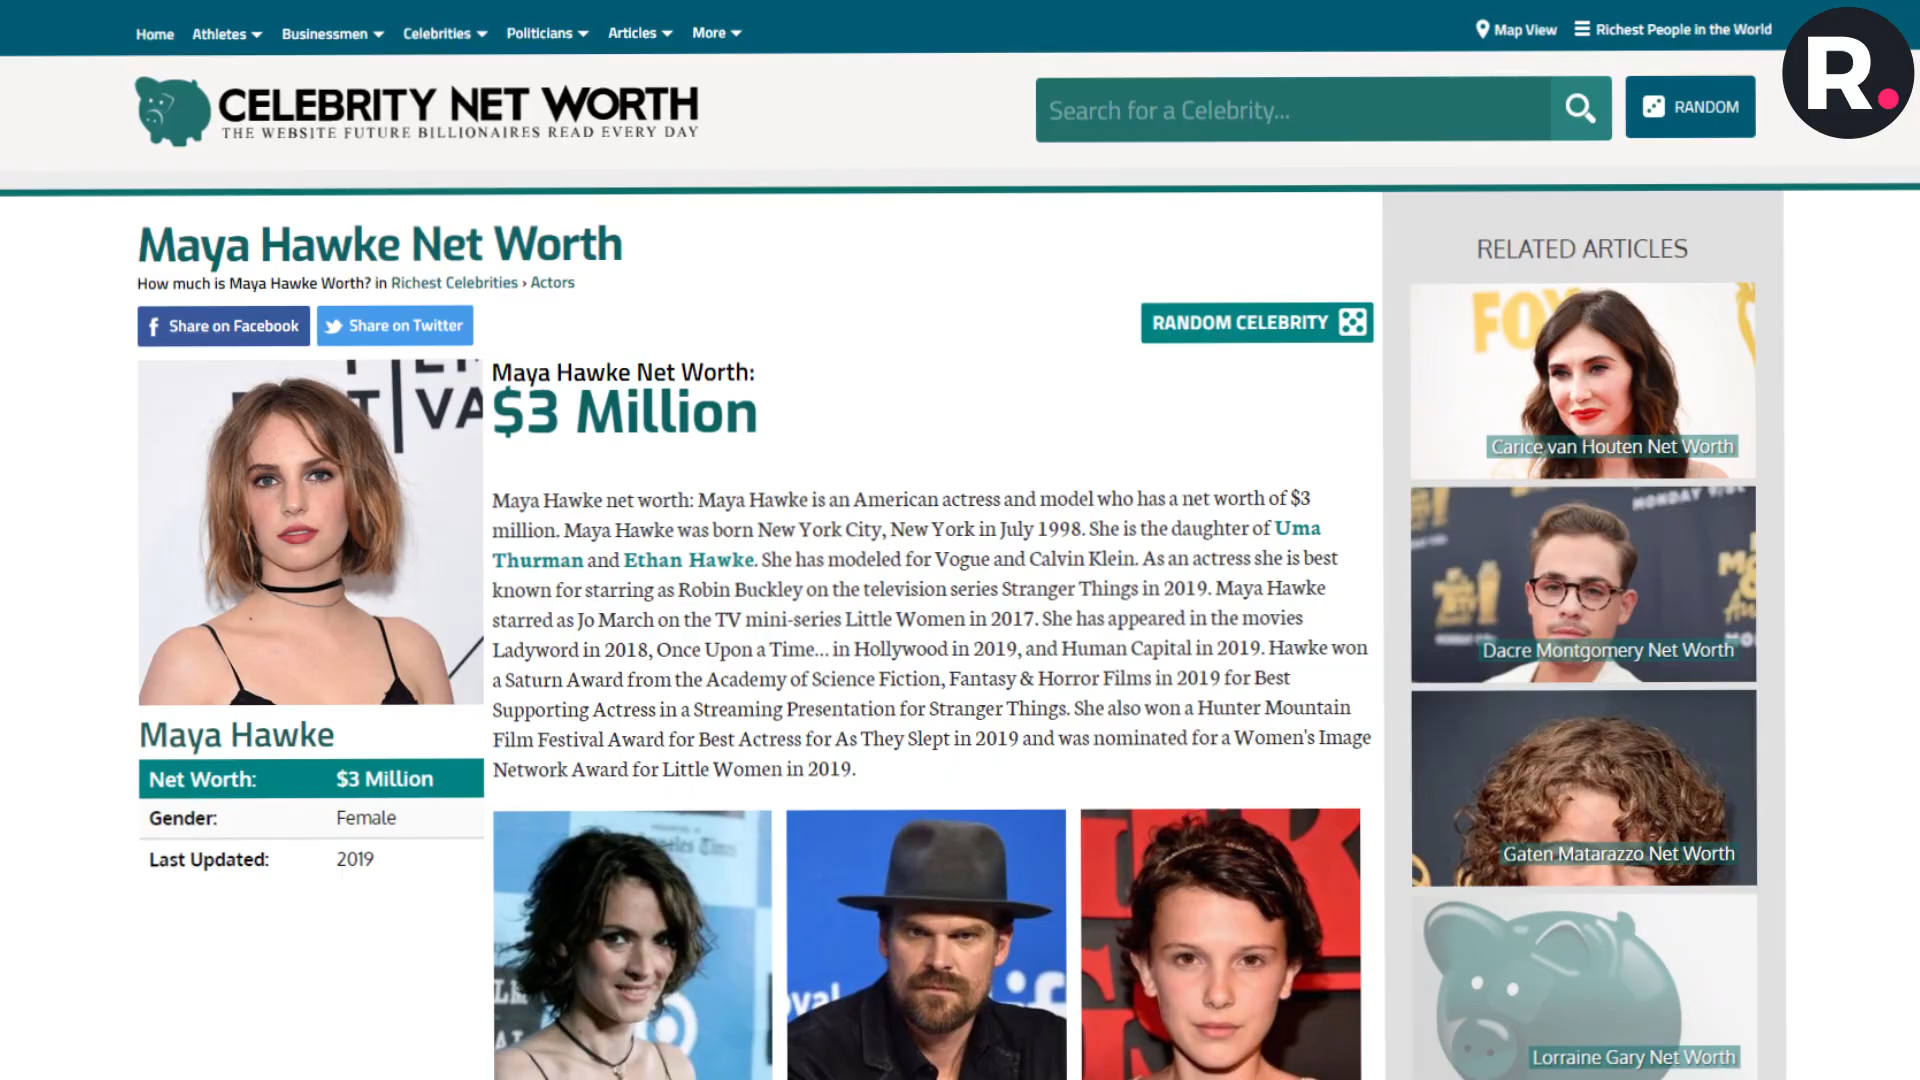 Home Athletes Businessmen Celebrities Politicians Articles More
Map View Richest People in the World
R.
CELEBRITY NET WORTH
THE WEBSITE FUTURE BILLIONAIRES READ EVERY DAY
Search for a Celebrity...
RANDOM
Maya Hawke Net Worth
How much is Maya Hawke Worth? in Richest Celebrities › Actors
Share on Facebook
Share on Twitter
RANDOM CELEBRITY
Maya Hawke Net Worth:
$3 Million
Maya Hawke net worth: Maya Hawke is an American actress and model who has a net worth of $3
million. Maya Hawke was born New York City, New York in July 1998. She is the daughter of Uma
Thurman and Ethan Hawke. She has modeled for Vogue and Calvin Klein. As an actress she is best
known for starring as Robin Buckley on the television series Stranger Things in 2019. Maya Hawke
starred as Jo March on the TV mini-series Little Women in 2017. She has appeared in the movies
Ladyword in 2018, Once Upon a Time... in Hollywood in 2019, and Human Capital in 2019. Hawke won
a Saturn Award from the Academy of Science Fiction, Fantasy & Horror Films in 2019 for Best
Supporting Actress in a Streaming Presentation for Stranger Things. She also won a Hunter Mountain
Film Festival Award for Best Actress for As They Slept in 2019 and was nominated for a Women's Image
Network Award for Little Women in 2019.
Maya Hawke
Net Worth: $3 Million
Gender: Female
Last Updated: 2019
RELATED ARTICLES
FOX
Carice van Houten Net Worth
Dacre Montgomery Net Worth
Gaten Matarazzo Net Worth
Lorraine Gary Net Worth